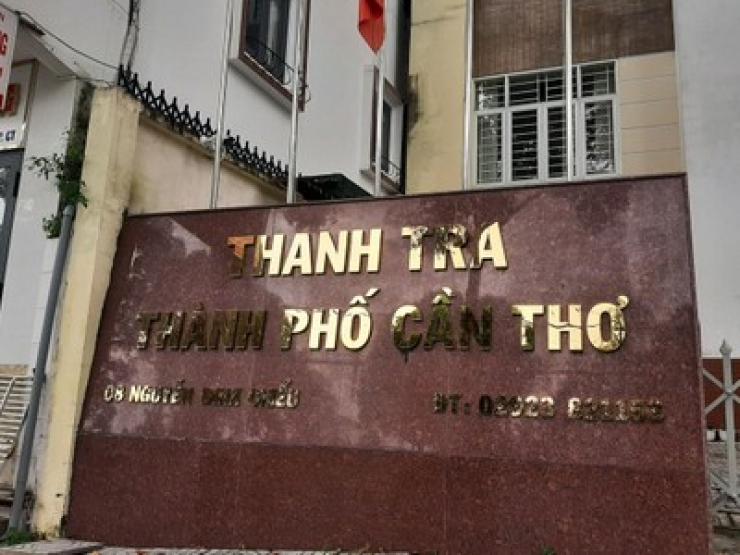 THANH TRA
THÀNH PHỐ CẦN THƠ
08 NGUYỄN ĐÌNH CHIỂU
ĐT: 02923